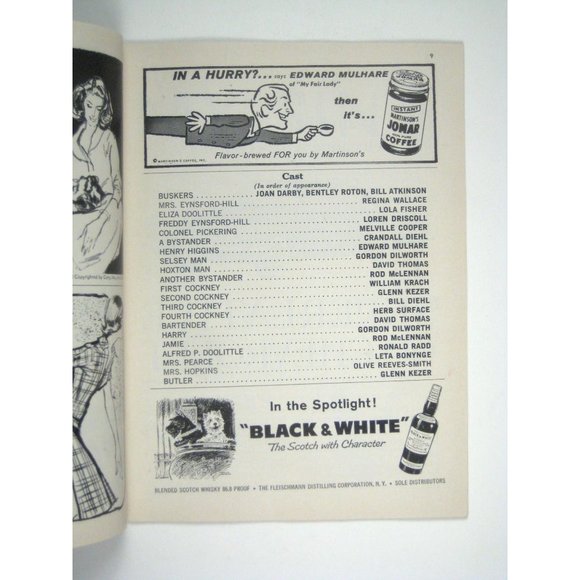 9
IN A HURRY?... says EDWARD MULHARE
of "My Fair Lady"
then
it's...
INSTANT
MARTINSON'S
JOMAR
COFFEE
Flavor-brewed FOR you by Martinson's
© MARTINSON'S COFFEE, INC.
Cast
(In order of appearance)
BUSKERS JOAN DARBY, BENTLEY ROTON, BILL ATKINSON
MRS. EYNSFORD-HILL REGINA WALLACE
ELIZA DOOLITTLE LOLA FISHER
FREDDY EYNSFORD-HILL LOREN DRISCOLL
COLONEL PICKERING MELVILLE COOPER
A BYSTANDER CRANDALL DIEHL
HENRY HIGGINS EDWARD MULHARE
SELSEY MAN GORDON DILWORTH
HOXTON MAN DAVID THOMAS
ANOTHER BYSTANDER ROD McLENNAN
FIRST COCKNEY WILLIAM KRACH
SECOND COCKNEY GLENN KEZER
THIRD COCKNEY BILL DIEHL
FOURTH COCKNEY HERB SURFACE
BARTENDER DAVID THOMAS
HARRY GORDON DILWORTH
JAMIE ROD McLENNAN
ALFRED P. DOOLITTLE RONALD RADD
MRS. PEARCE LETA BONYNGE
MRS. HOPKINS OLIVE REEVES-SMITH
BUTLER GLENN KEZER
In the Spotlight!
"BLACK & WHITE"
The Scotch with Character
BLENDED SCOTCH WHISKY 86.8 PROOF • THE FLEISCHMANN DISTILLING CORPORATION, N. Y. • SOLE DISTRIBUTORS